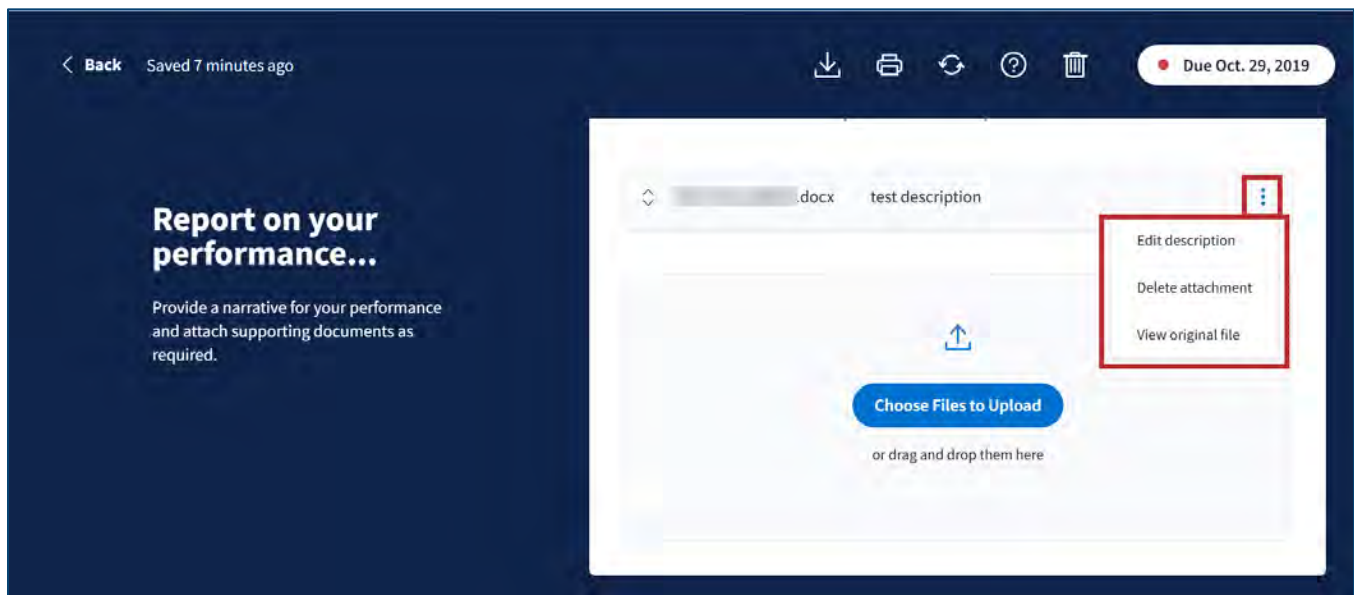 Back Saved 7 minutes ago
Due Oct. 29, 2019
Report on your
performance...
Provide a narrative for your performance
and attach supporting documents as
required.
.docx test description
Edit description
Delete attachment
View original file
Choose Files to Upload
or drag and drop them here